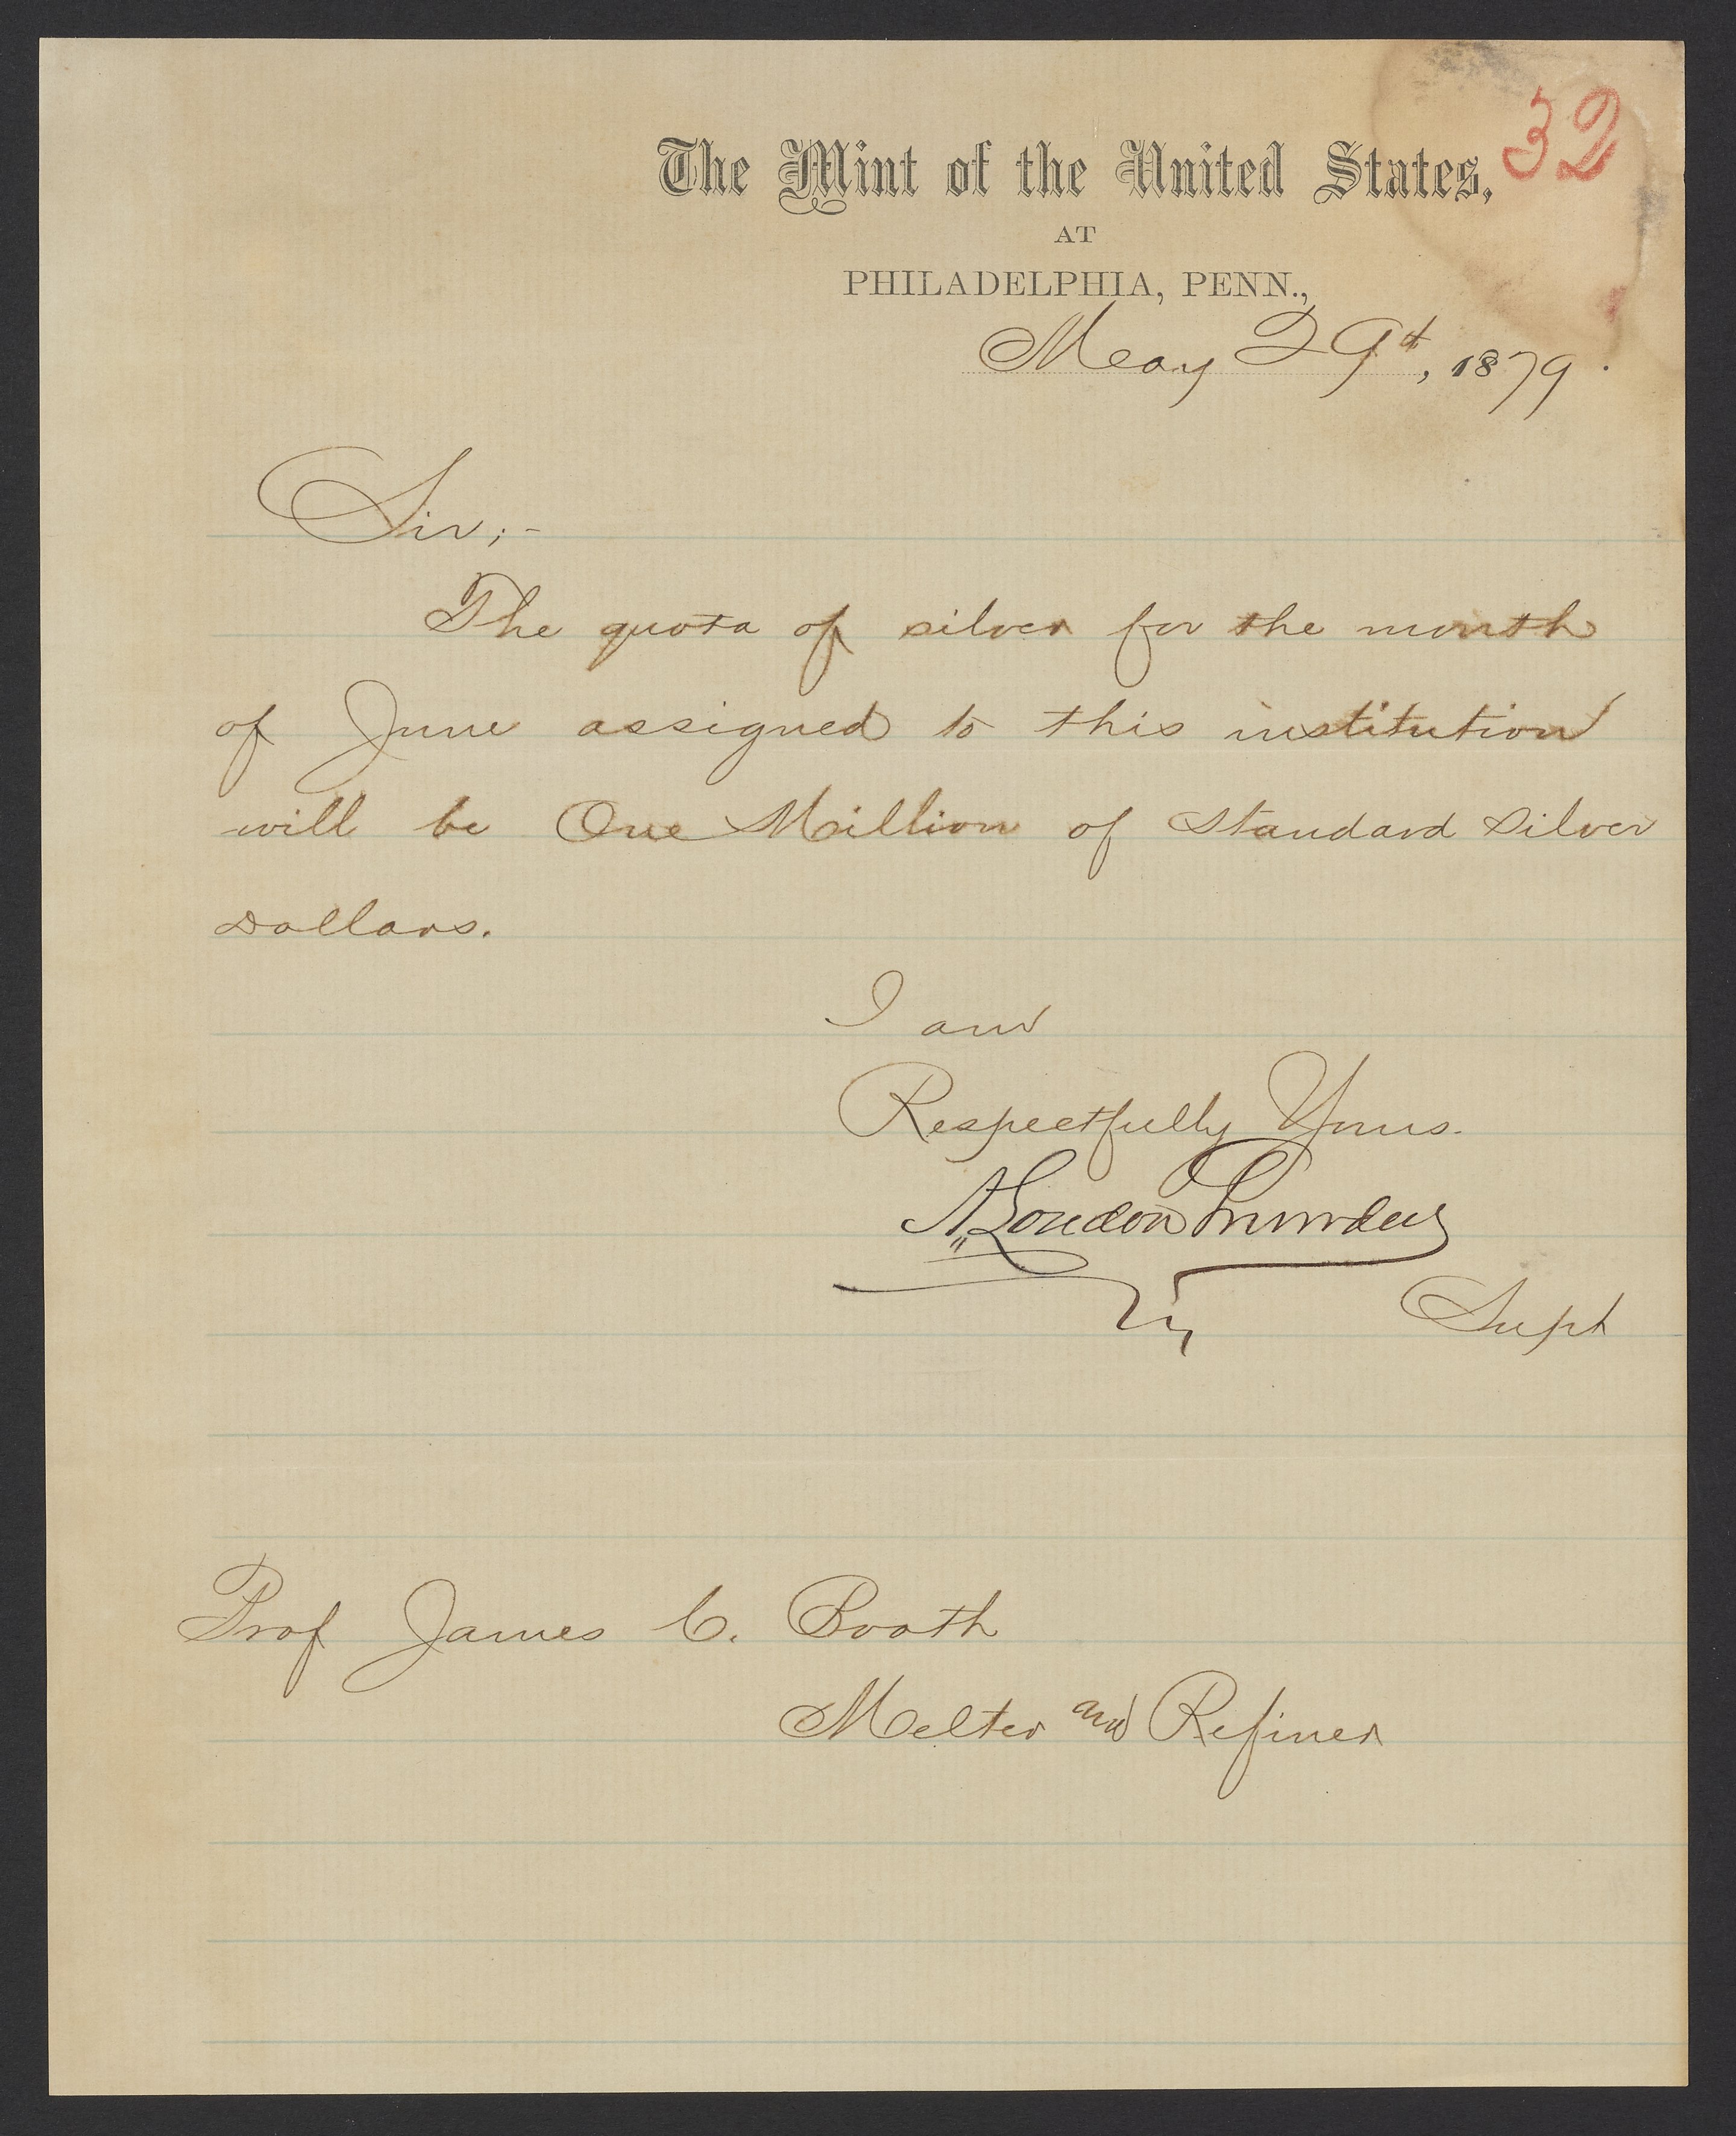 32
The Mint of the United States,
AT
PHILADELPHIA, PENN.,
May 29th, 1879.
Sir;-
The quota of silver for the month
of June assigned to this institution
will be One Million of Standard Silver
Dollars.
I am
Respectfully Yours.
A. Loudon Snowden
Supt
Prof James C. Booth
Melter and Refiner